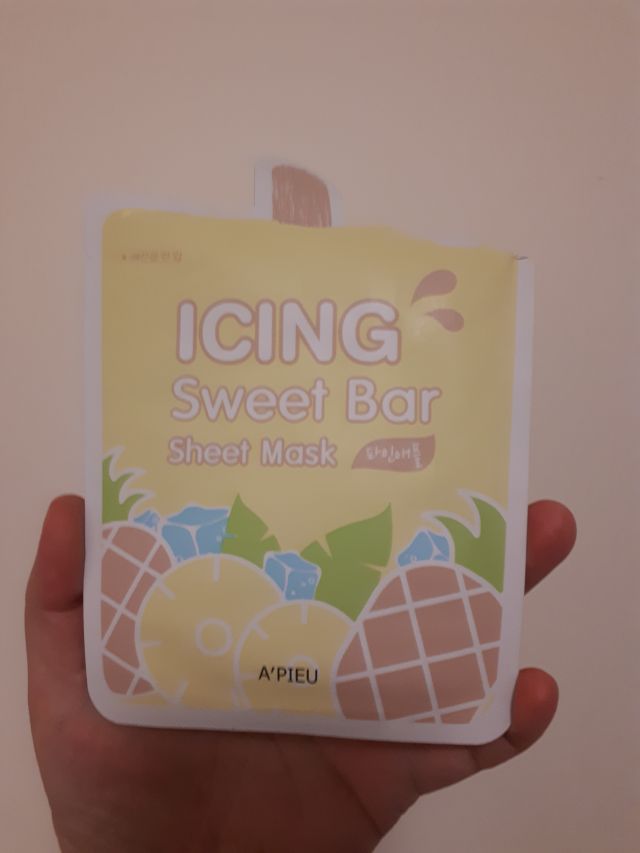 ICING
Sweet Bar
Sheet Mask
파인애플
A'PIEU